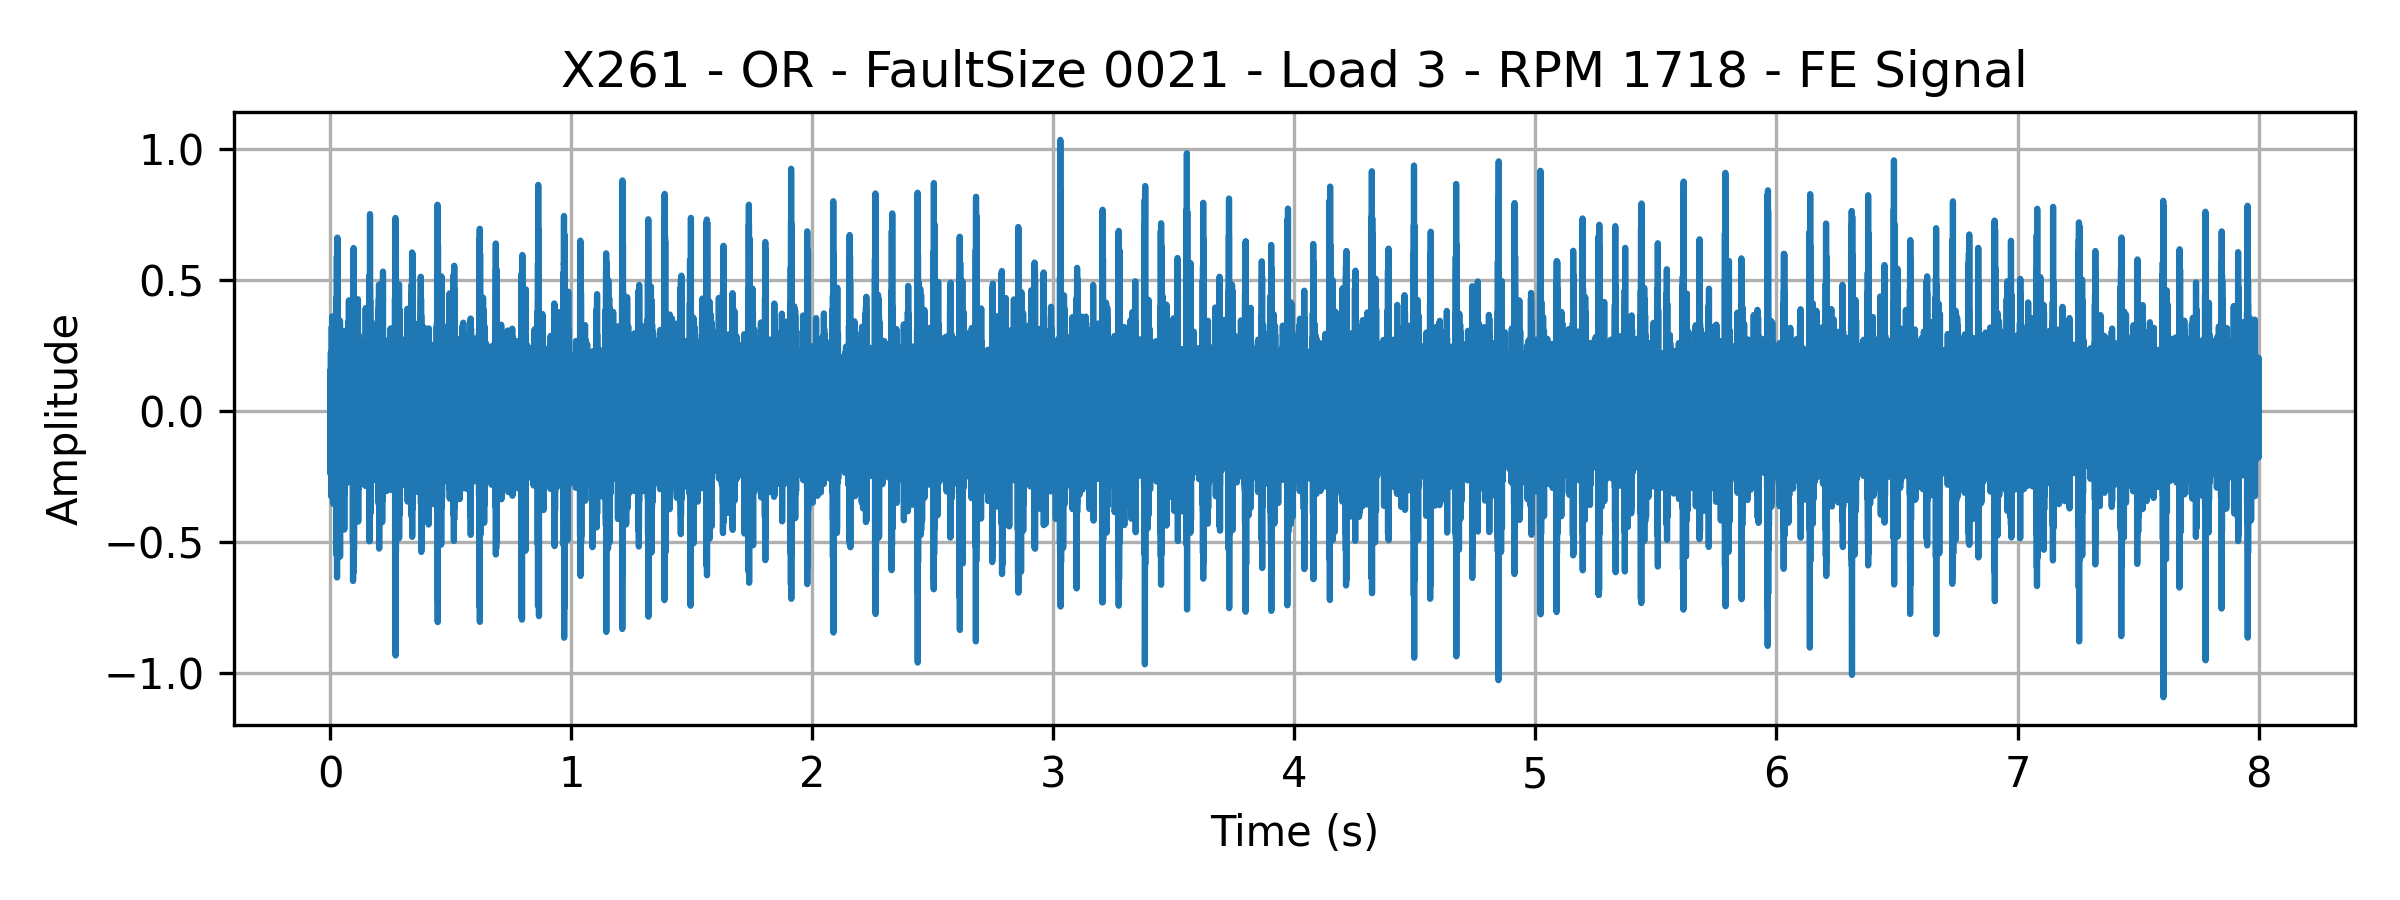 X261 - OR - FaultSize 0021 - Load 3 - RPM 1718 - FE Signal
1.0
0.5
0.0
−0.5
−1.0
Amplitude
0 1 2 3 4 5 6 7 8
Time (s)